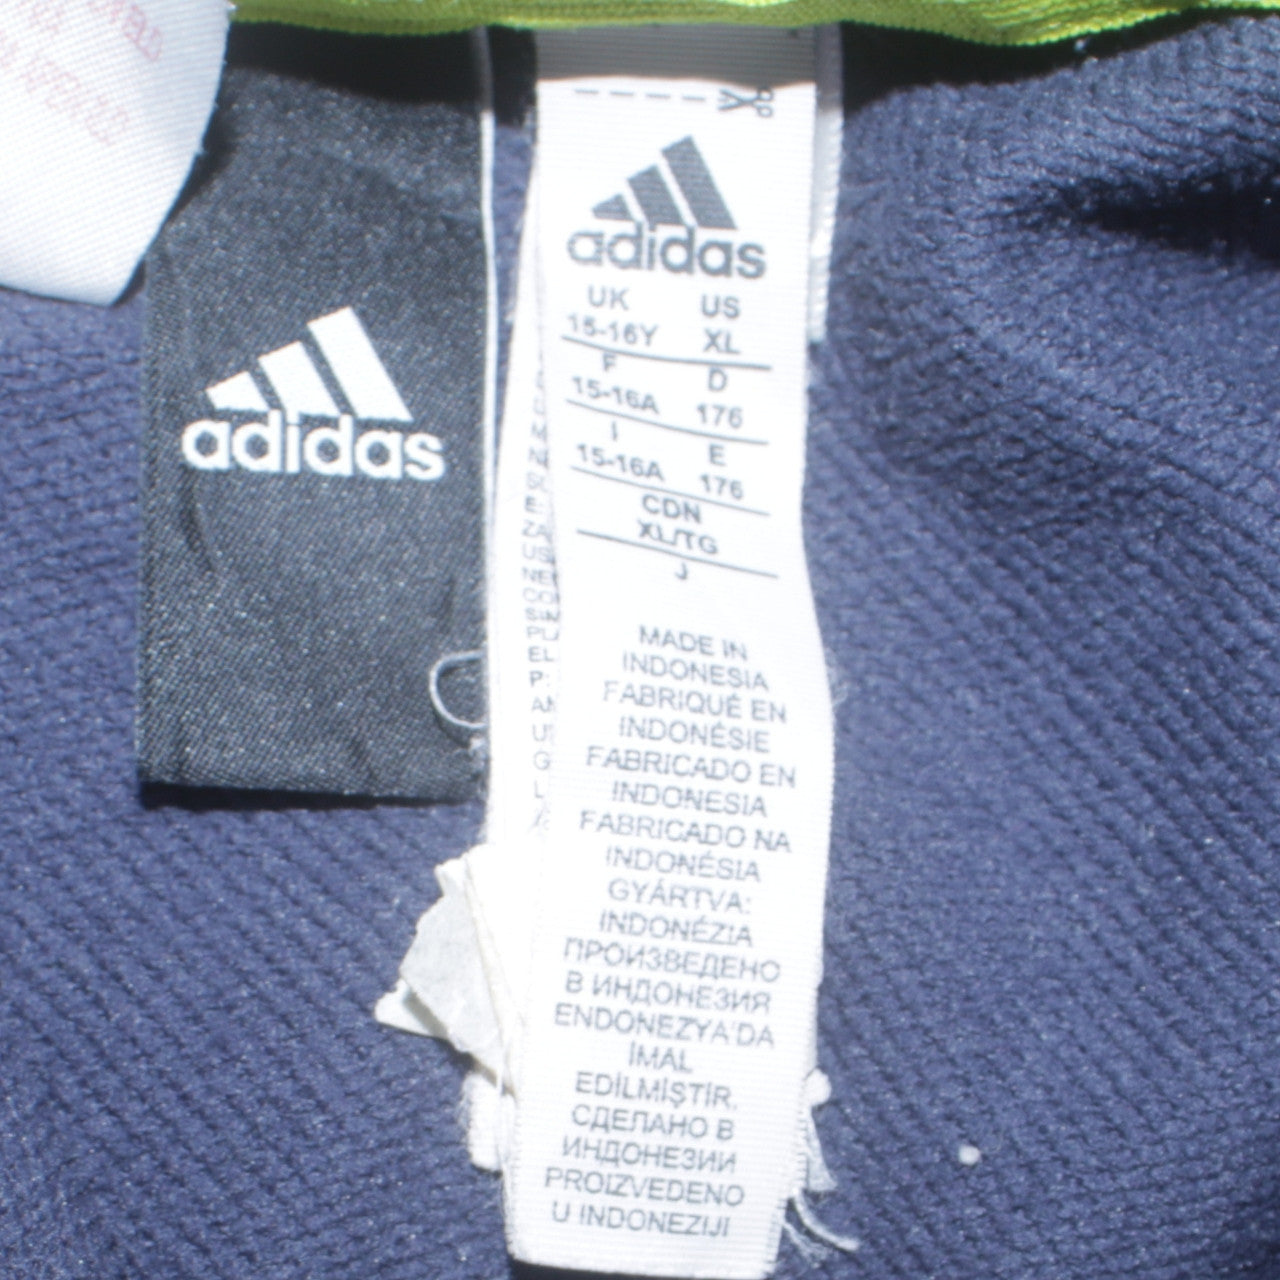 adidas
adidas
UK US
15-16Y XL
F D
15-16A 176
I E
15-16A 176
CDN
XL/TG
J
MADE IN
INDONESIA
FABRIQUÉ EN
INDONÉSIE
FABRICADO EN
INDONESIA
FABRICADO NA
INDONÉSIA
GYÁRTVA:
INDONÉZIA
ПРОИЗВЕДЕНО
В ИНДОНЕЗИЯ
ENDONEZYA'DA
İMAL
EDİLMİŞTİR.
СДЕЛАНО В
ИНДОНЕЗИИ
PROIZVEDENO
U INDONEZIJI